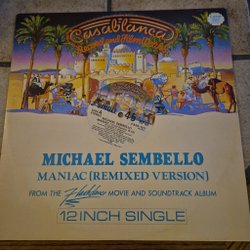 Casablanca
Record and FilmWorks
45
MICHAEL SEMBELLO
MANIAC (REMIXED VERSION)
FROM THE Flashdance MOVIE AND SOUNDTRACK ALBUM
12 INCH SINGLE